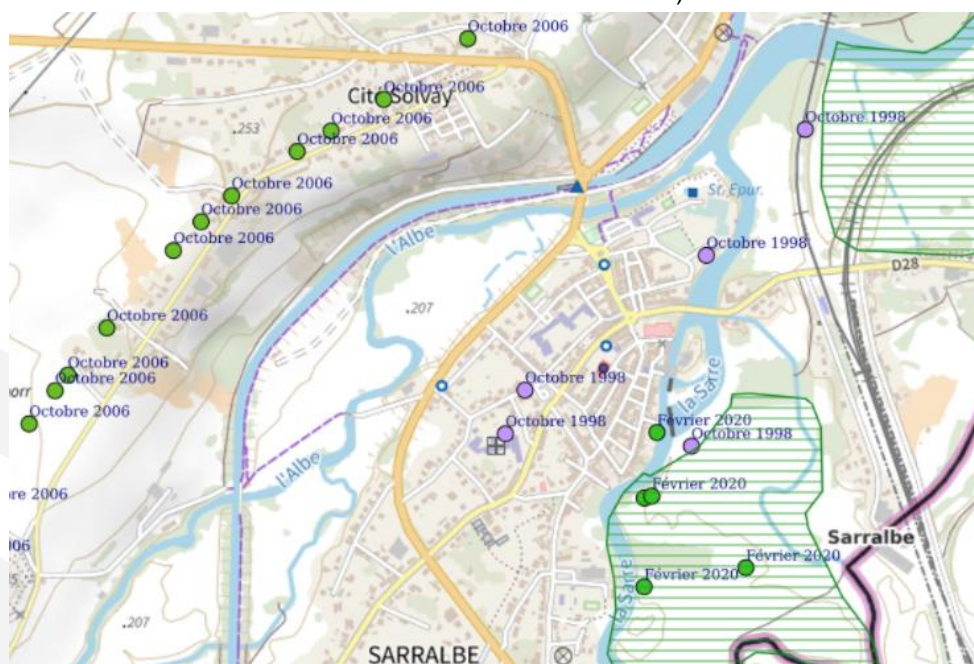 Octobre 2006
Octobre 2006
Cité Solvay
Octobre 2006
253
Octobre 1998
Octobre 2006
Octobre 2006
St. Epur.
Octobre 2006
l'Albe
Octobre 2006
Octobre 1998
D28
207
Octobre 2006
Octobre 2006
Octobre 2006
Octobre 1998
la Sarre
Octobre 2006
Octobre 1998
Février 2020
Octobre 1998
l'Albe
Février 2020
Sarralbe
Février 2020
Février 2020
la Sarre
207
SARRALBE